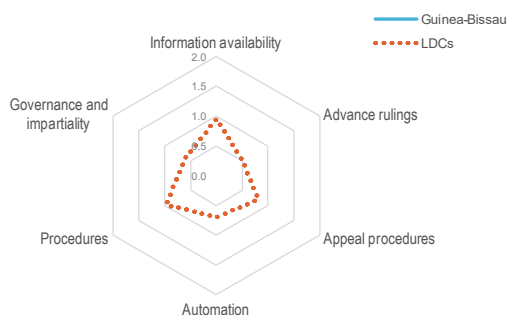 Guinea-Bissau
LDCs
Information availability
2.0
1.5
1.0
0.5
0.0
Governance and
impartiality
Advance rulings
Procedures
Appeal procedures
Automation